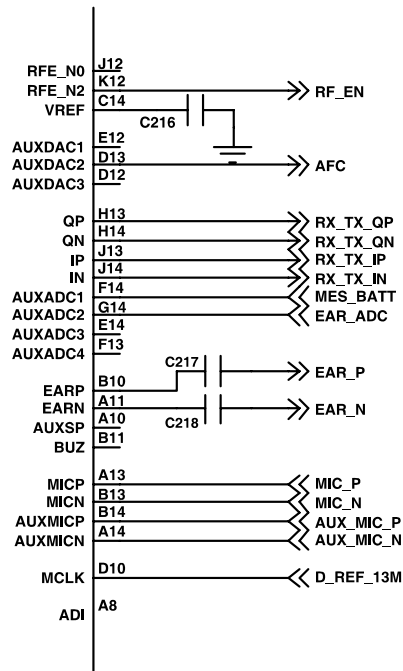 RFE_N0 J12
RFE_N2 K12 RF_EN
VREF C14
C216
AUXDAC1 E12
AUXDAC2 D13 AFC
AUXDAC3 D12
QP H13 RX_TX_QP
QN H14 RX_TX_QN
IP J13 RX_TX_IP
IN J14 RX_TX_IN
AUXADC1 F14 MES_BATT
AUXADC2 G14 EAR_ADC
AUXADC3 E14
AUXADC4 F13
C217 EAR_P
EARP B10
EARN A11 EAR_N
AUXSP A10 C218
BUZ B11
MICP A13 MIC_P
MICN B13 MIC_N
AUXMICP B14 AUX_MIC_P
AUXMICN A14 AUX_MIC_N
MCLK D10 D_REF_13M
ADI A8